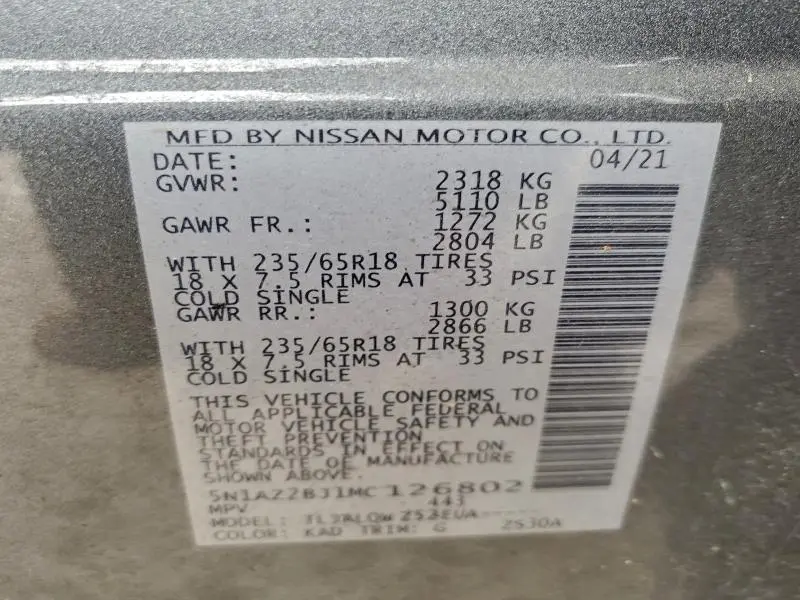 MFD BY NISSAN MOTOR CO., LTD.
DATE: 04/21
GVWR: 2318 KG
5110 LB
GAWR FR.: 1272 KG
2804 LB
WITH 235/65R18 TIRES
18 X 7.5 RIMS AT 33 PSI
COLD SINGLE
GAWR RR.: 1300 KG
2866 LB
WITH 235/65R18 TIRES
18 X 7.5 RIMS AT 33 PSI
COLD SINGLE
THIS VEHICLE CONFORMS TO
ALL APPLICABLE FEDERAL
MOTOR VEHICLE SAFETY AND
THEFT PREVENTION
STANDARDS IN EFFECT ON
THE DATE OF MANUFACTURE
SHOWN ABOVE.
5N1AZ2BJ1MC126802
MPV 443
MODEL:
COLOR: KAD TRIM: G ZS30A